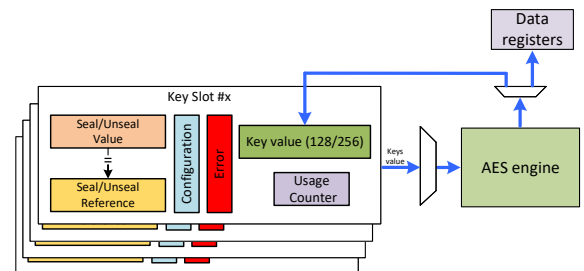 Data
registers
Key Slot #x
Seal/Unseal
Value
=
Seal/Unseal
Reference
Configuration
Error
Key value (128/256)
Usage
Counter
Keys
value
AES engine